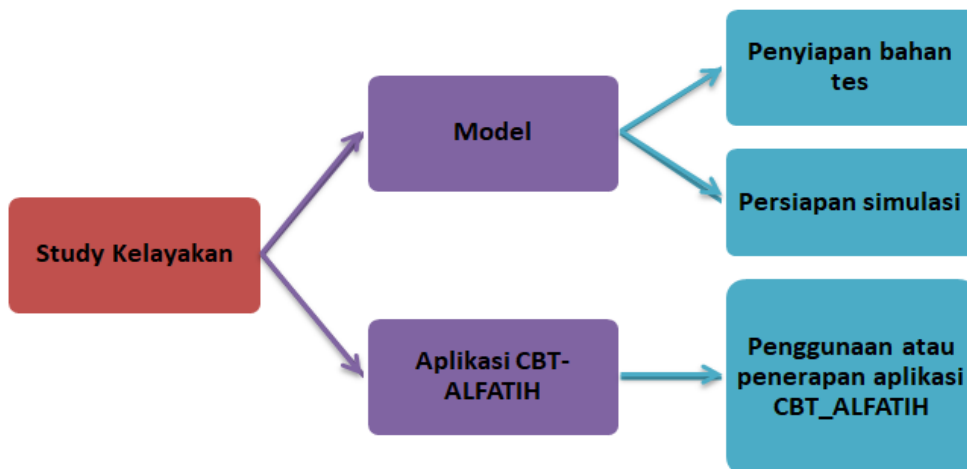 Study Kelayakan
Model
Aplikasi CBT-
ALFATIH
Penyiapan bahan
tes
Persiapan simulasi
Penggunaan atau
penerapan aplikasi
CBT_ALFATIH